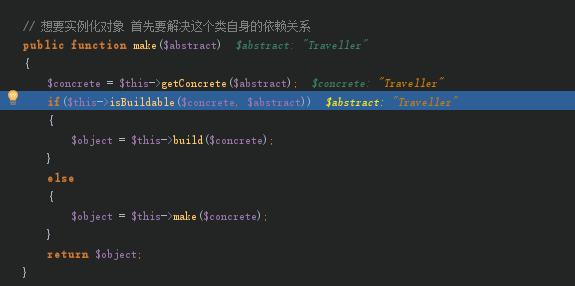 // 想要实例化对象 首先要解决这个类自身的依赖关系
public function make($abstract)  $abstract: "Traveller"
{
    $concrete = $this->getConcrete($abstract);  $concrete: "Traveller"
    if($this->isBuildable($concrete, $abstract))  $abstract: "Traveller"
    {
        $object = $this->build($concrete);
    }
    else
    {
        $object = $this->make($concrete);
    }
    return $object;
}